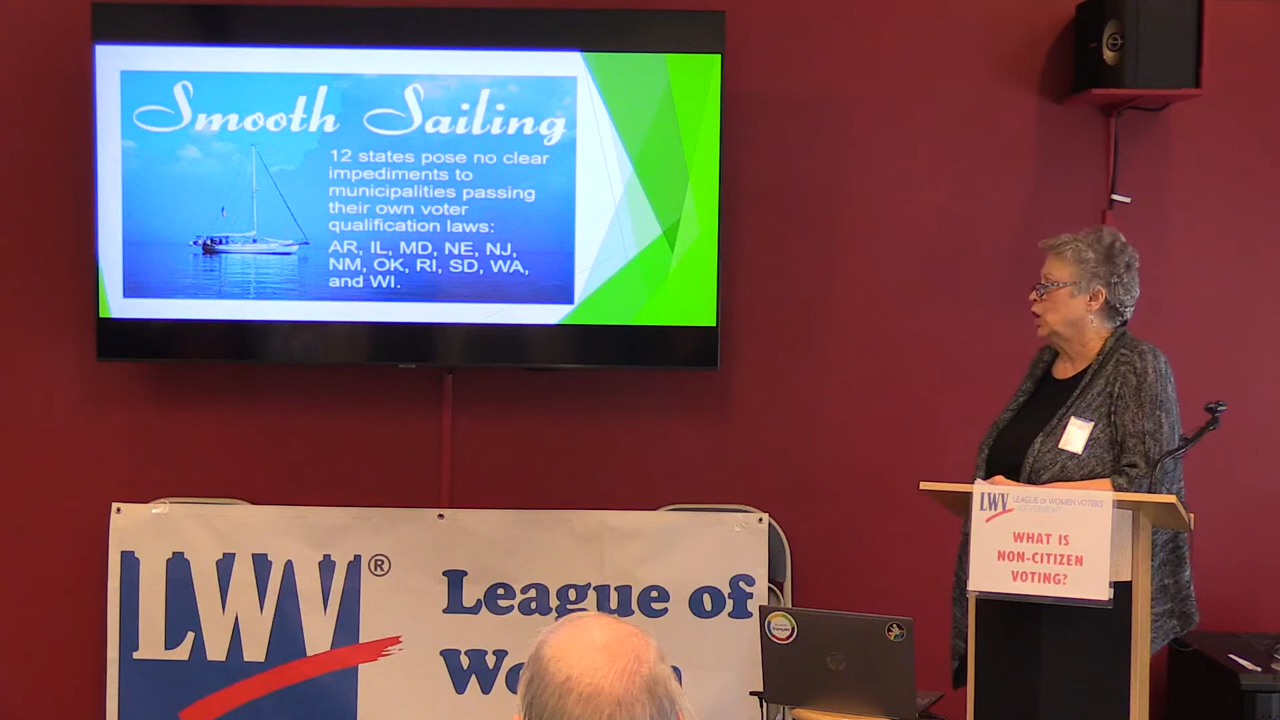 Smooth Sailing
12 states pose no clear
impediments to
municipalities passing
their own voter
qualification laws:
AR, IL, MD, NE, NJ,
NM, OK, RI, SD, WA,
and WI.
LWV®
League of
LWV LEAGUE OF WOMEN VOTERS
OF VERMONT
WHAT IS
NON-CITIZEN
VOTING?